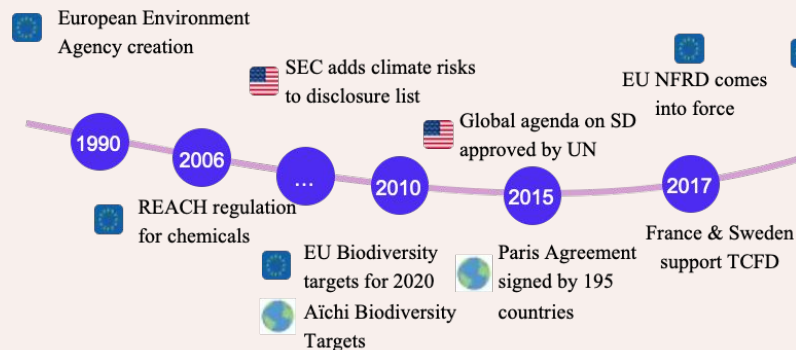 European Environment
Agency creation
SEC adds climate risks
to disclosure list
EU NFRD comes
into force
Global agenda on SD
approved by UN
1990
2006
...
2010
2015
2017
REACH regulation
for chemicals
EU Biodiversity
targets for 2020
Aïchi Biodiversity
Targets
Paris Agreement
signed by 195
countries
France & Sweden
support TCFD